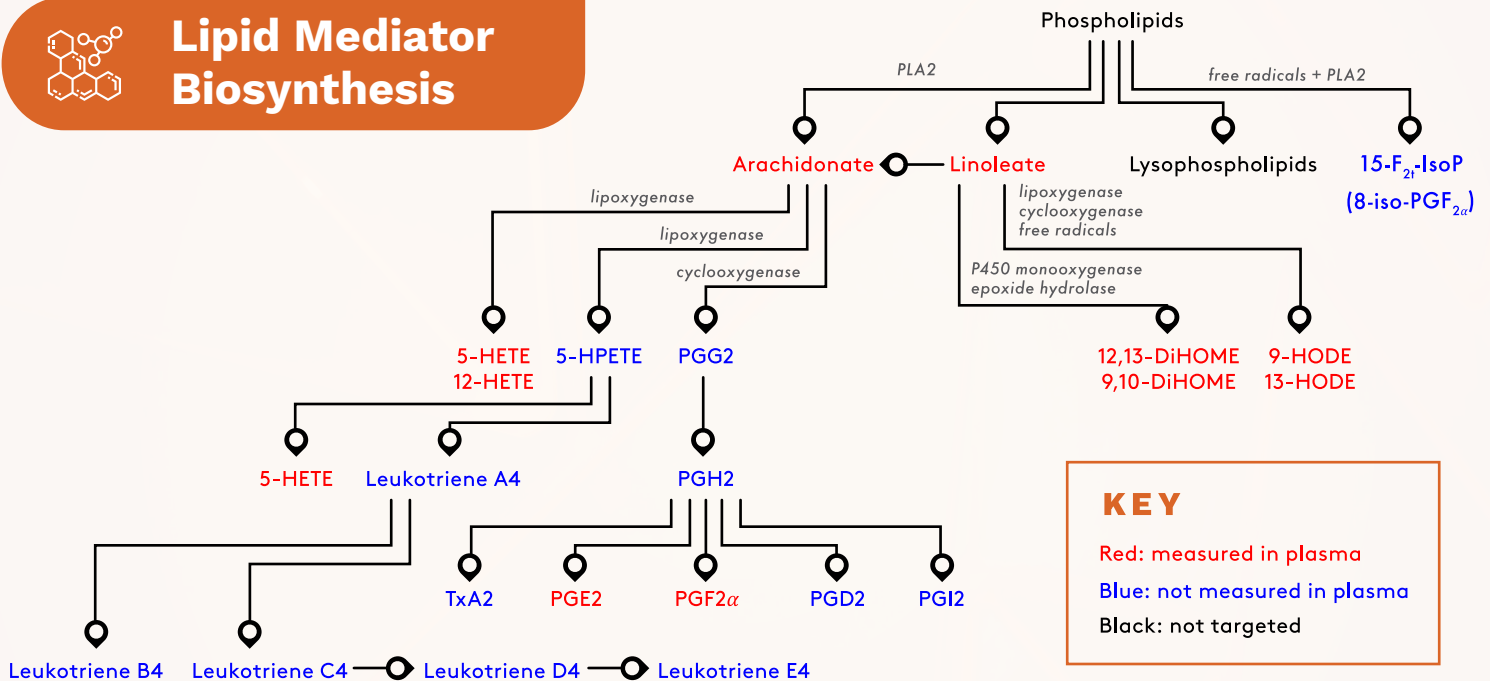 Lipid Mediator
Biosynthesis
Phospholipids
PLA2
free radicals + PLA2
Arachidonate
Linoleate
Lysophospholipids
15-F₂ₜ-IsoP
(8-iso-PGF₂α)
lipoxygenase
lipoxygenase
cyclooxygenase
lipoxygenase
cyclooxygenase
free radicals
P450 monooxygenase
epoxide hydrolase
5-HETE
12-HETE
5-HPETE
PGG2
12,13-DiHOME
9,10-DiHOME
9-HODE
13-HODE
5-HETE
Leukotriene A4
PGH2
TxA2
PGE2
PGF2α
PGD2
PGI2
Leukotriene B4
Leukotriene C4
Leukotriene D4
Leukotriene E4
KEY
Red: measured in plasma
Blue: not measured in plasma
Black: not targeted